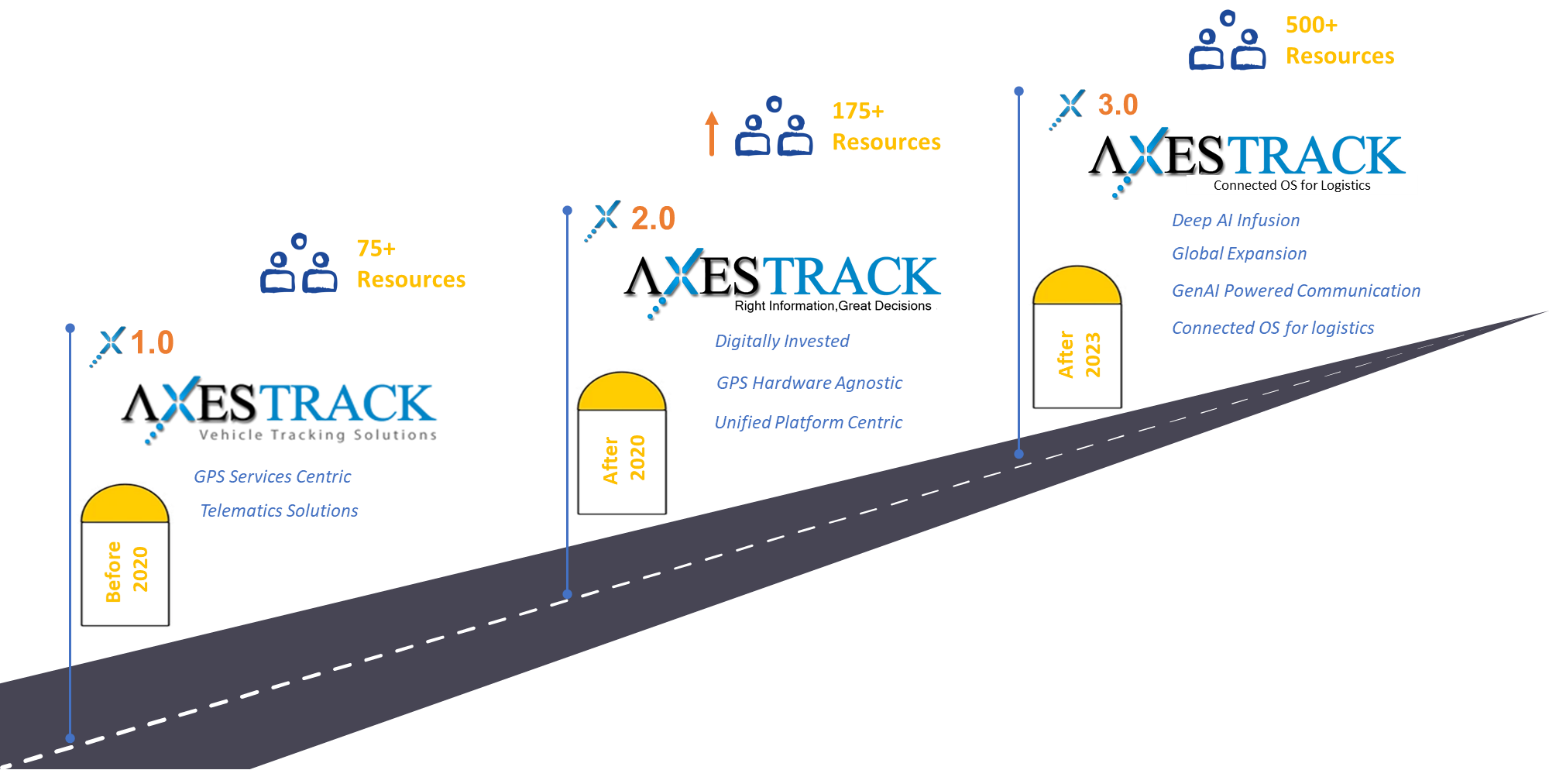 75+
Resources
1.0
AXESTRACK
Vehicle Tracking Solutions
GPS Services Centric
Telematics Solutions
Before
2020
175+
Resources
2.0
AXESTRACK
Right Information,Great Decisions
Digitally Invested
GPS Hardware Agnostic
Unified Platform Centric
After
2020
500+
Resources
3.0
AXESTRACK
Connected OS for Logistics
Deep AI Infusion
Global Expansion
GenAI Powered Communication
Connected OS for logistics
After
2023